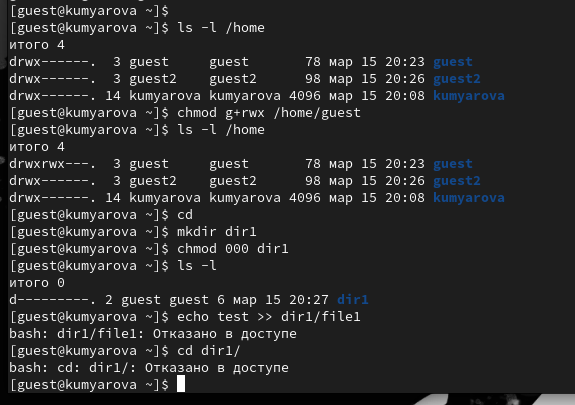 [guest@kumyarova ~]$
[guest@kumyarova ~]$ ls -l /home
итого 4
drwx------.  3 guest     guest       78 мар 15 20:23 guest
drwx------.  3 guest2    guest2      98 мар 15 20:26 guest2
drwx------. 14 kumyarova kumyarova 4096 мар 15 20:08 kumyarova
[guest@kumyarova ~]$ chmod g+rwx /home/guest
[guest@kumyarova ~]$ ls -l /home
итого 4
drwxrwx---.  3 guest     guest       78 мар 15 20:23 guest
drwx------.  3 guest2    guest2      98 мар 15 20:26 guest2
drwx------. 14 kumyarova kumyarova 4096 мар 15 20:08 kumyarova
[guest@kumyarova ~]$ cd
[guest@kumyarova ~]$ mkdir dir1
[guest@kumyarova ~]$ chmod 000 dir1
[guest@kumyarova ~]$ ls -l
итого 0
d---------. 2 guest guest 6 мар 15 20:27 dir1
[guest@kumyarova ~]$ echo test >> dir1/file1
bash: dir1/file1: Отказано в доступе
[guest@kumyarova ~]$ cd dir1/
bash: cd: dir1/: Отказано в доступе
[guest@kumyarova ~]$